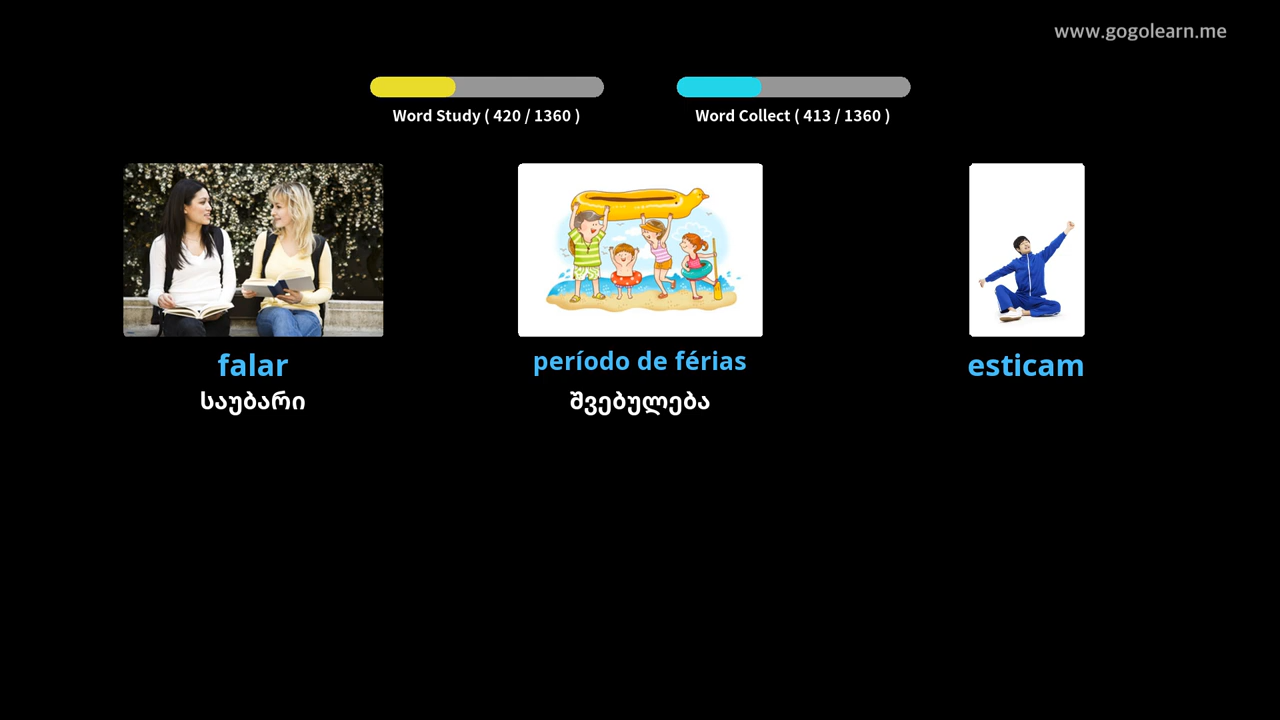 www.gogolearn.me
Word Study ( 420 / 1360 )
Word Collect ( 413 / 1360 )
falar
საუბარი
período de férias
შვებულება
esticam